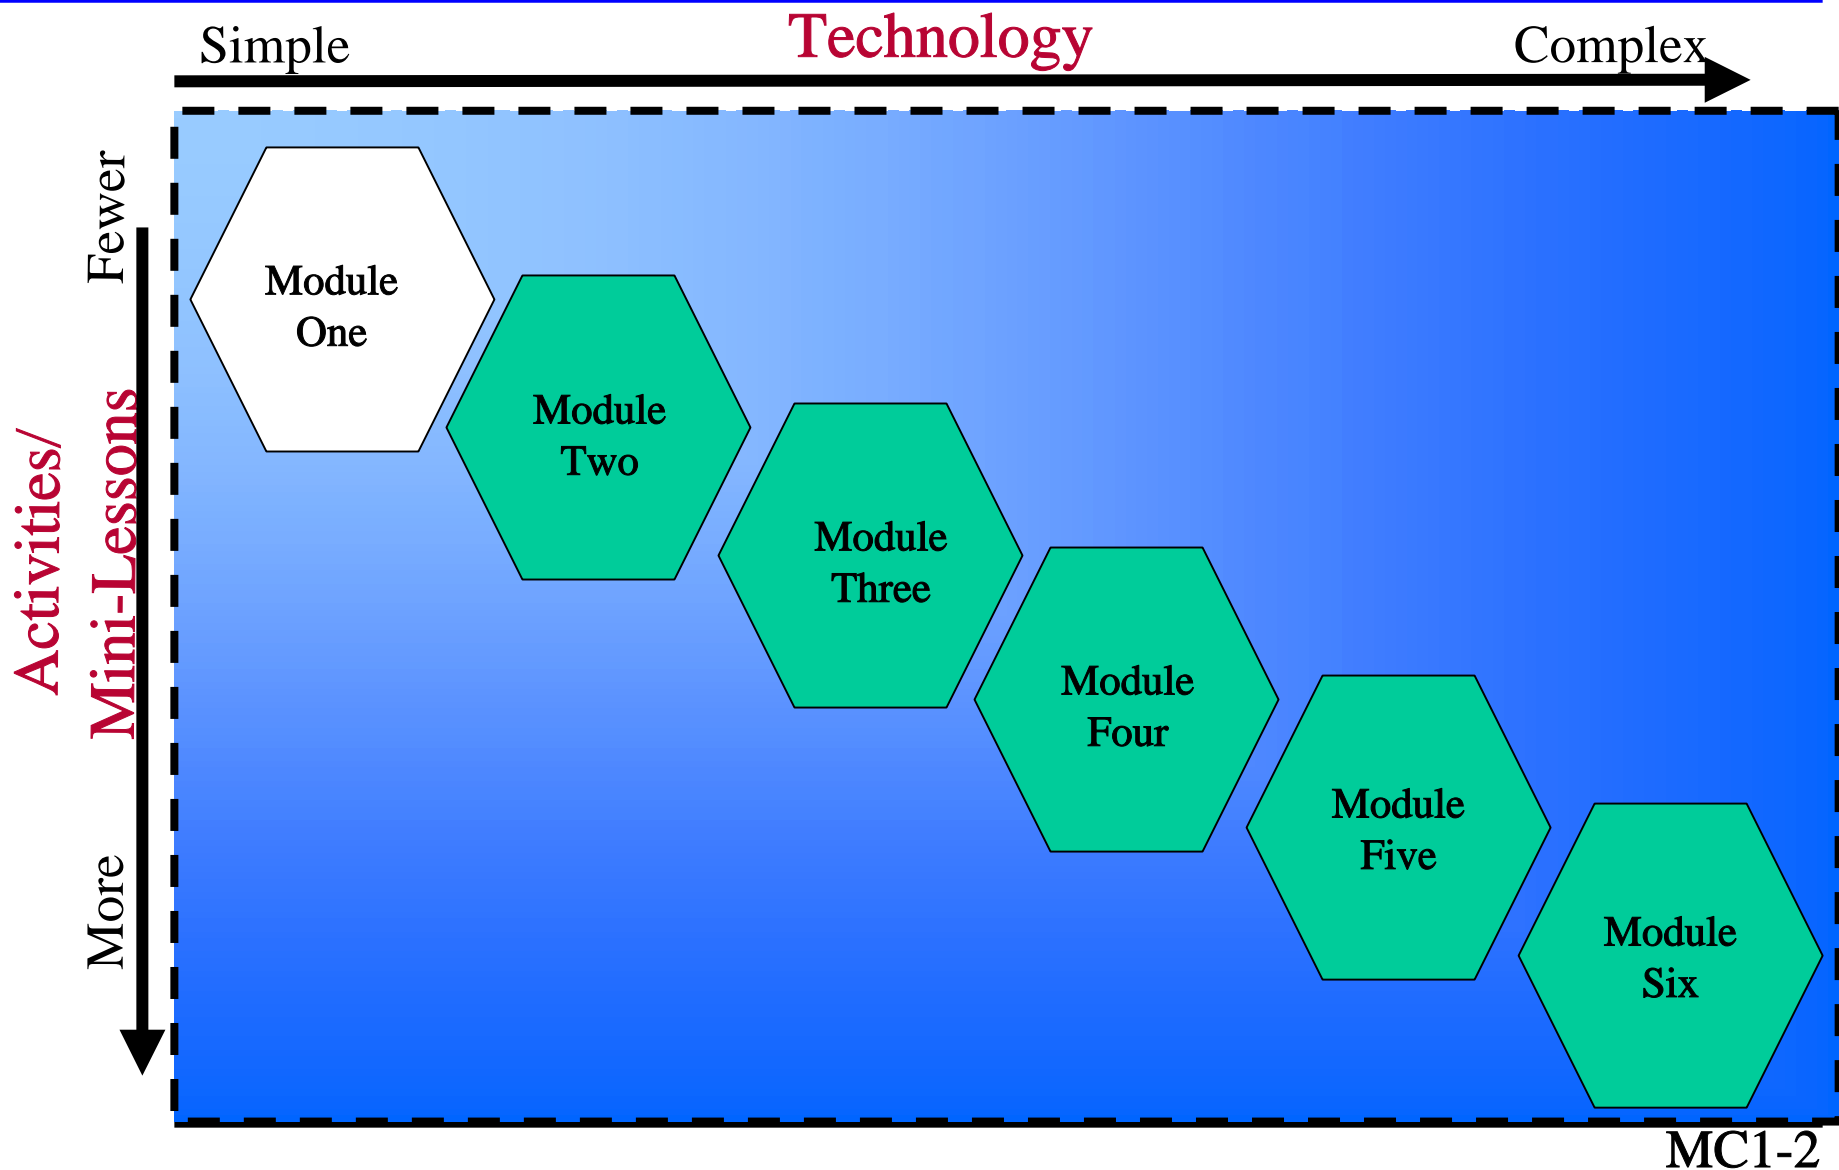 Simple
Technology
Complex
Fewer
Activities/
Mini-Lessons
More
Module
One
Module
Two
Module
Three
Module
Four
Module
Five
Module
Six
MC1-2